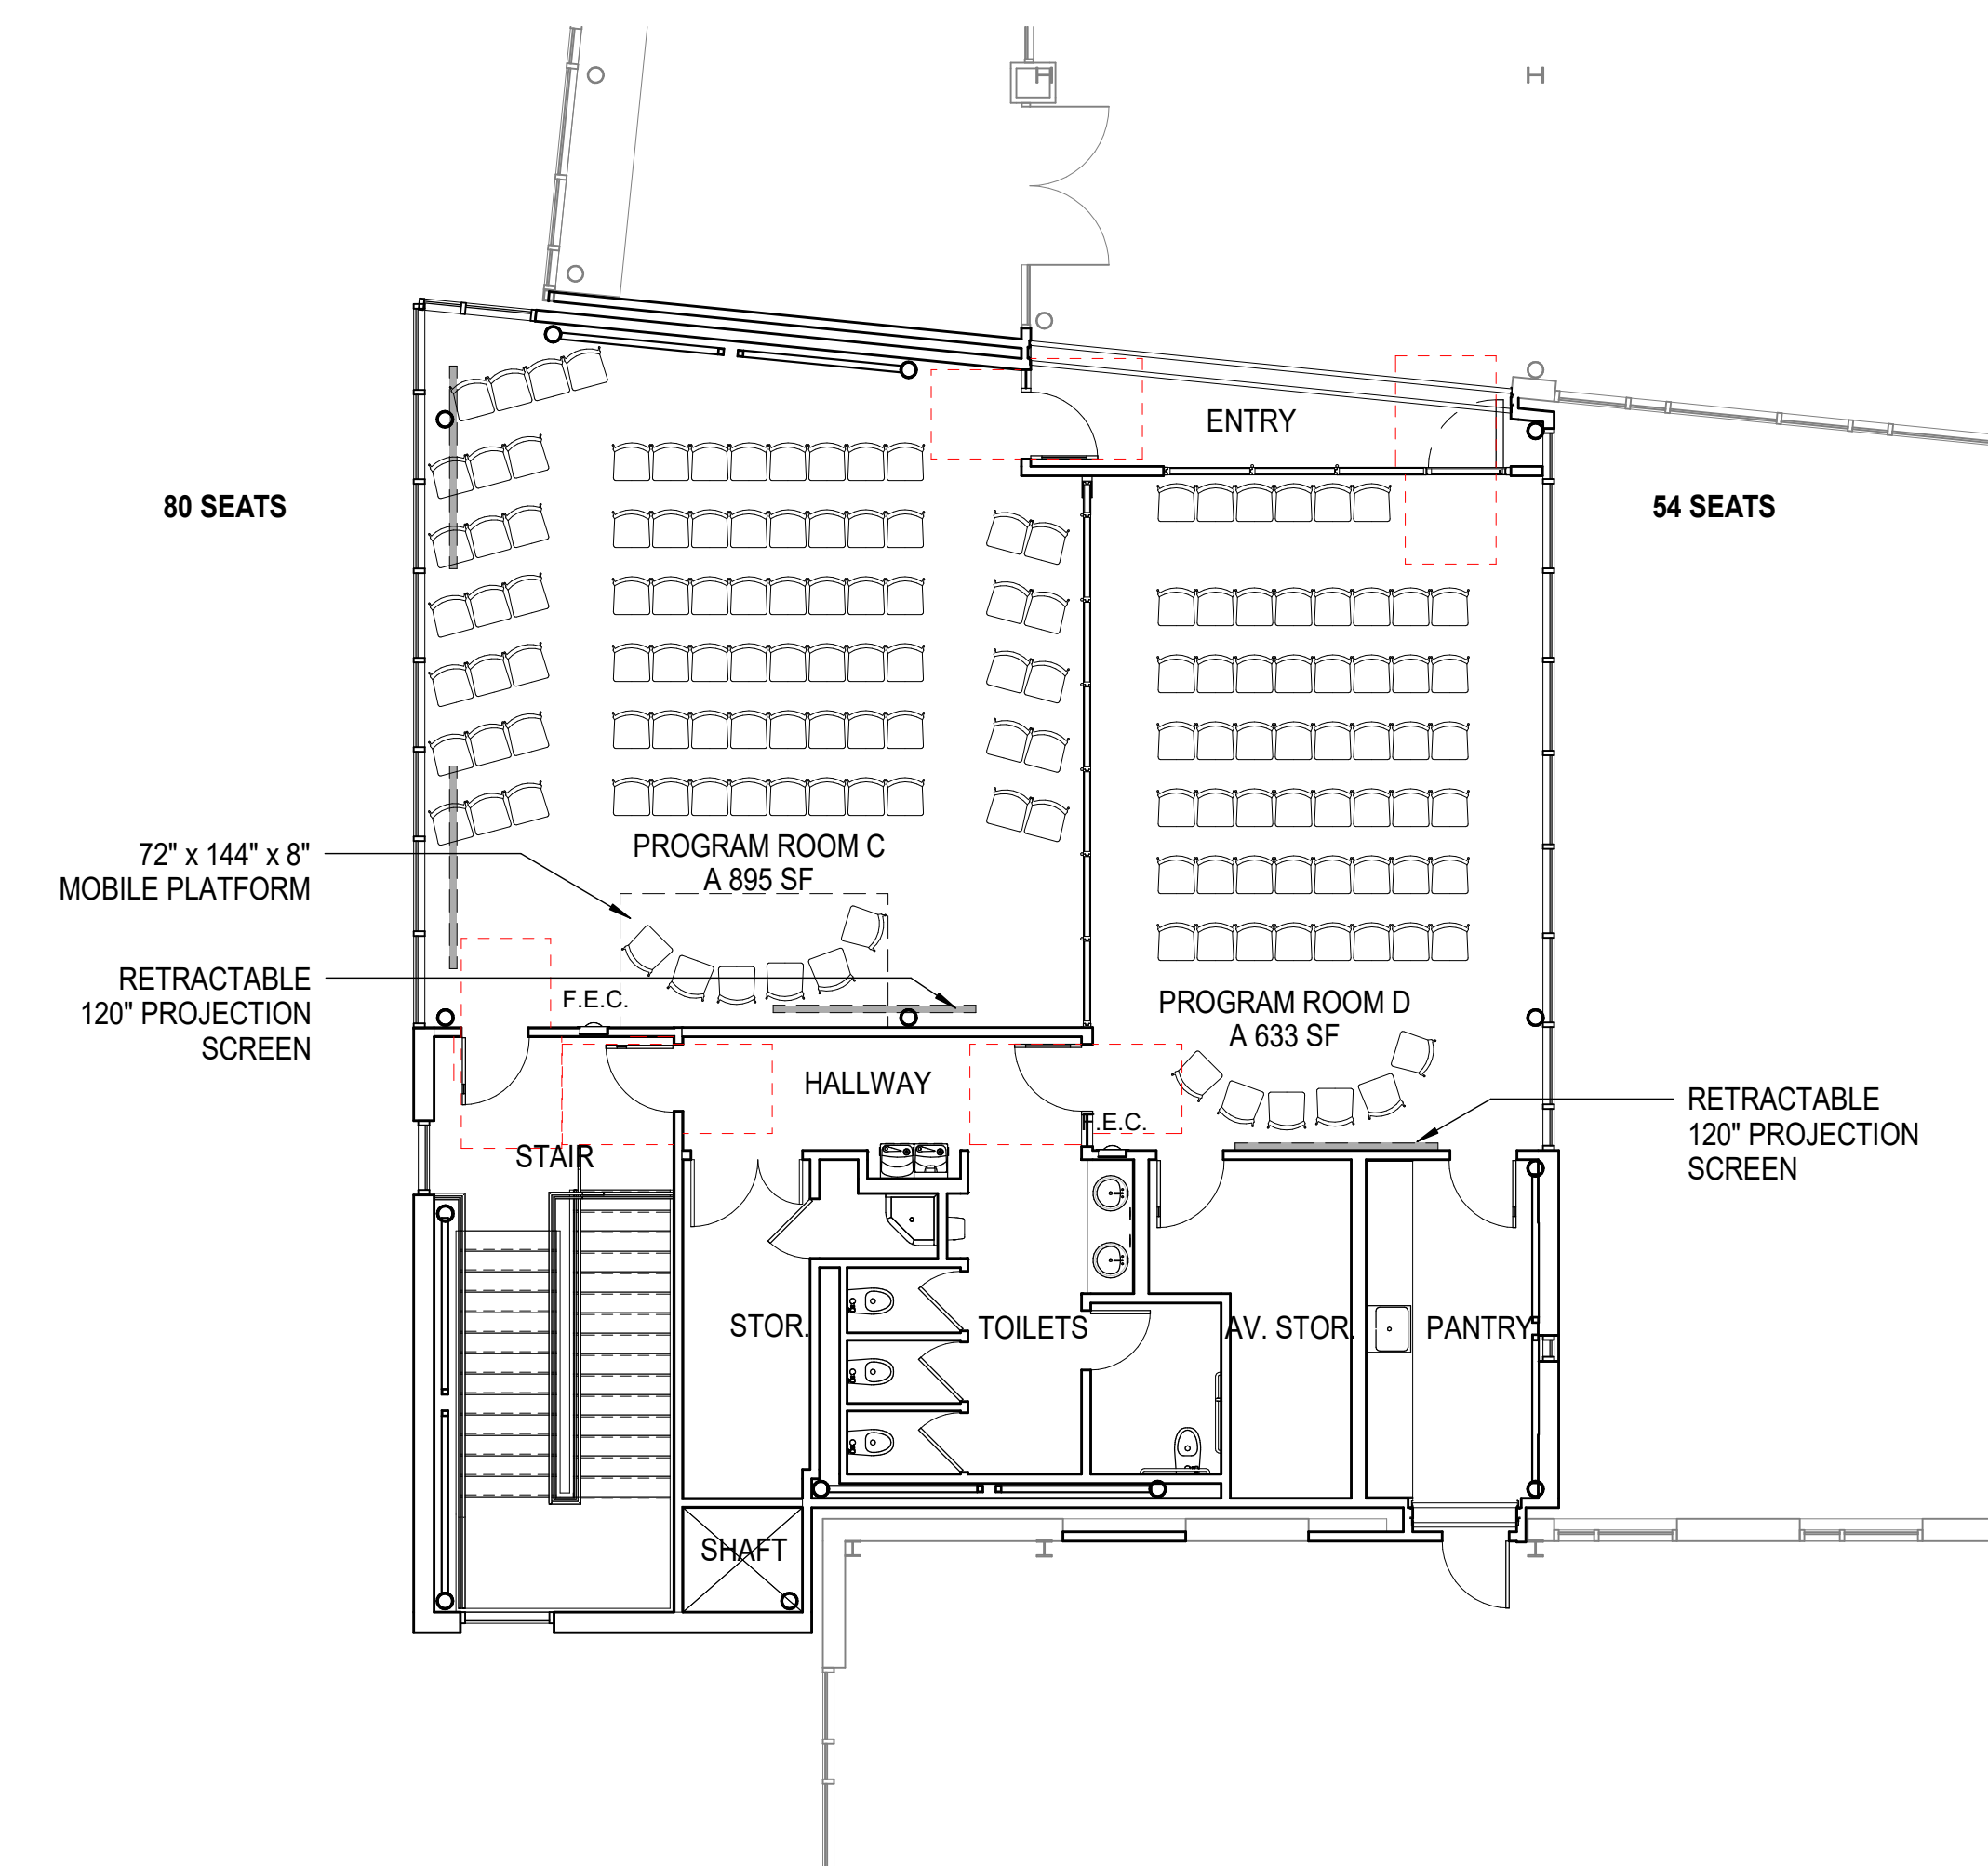 ENTRY
80 SEATS
54 SEATS
PROGRAM ROOM C
A 895 SF
72" x 144" x 8"
MOBILE PLATFORM
RETRACTABLE
120" PROJECTION
SCREEN
F.E.C.
PROGRAM ROOM D
A 633 SF
HALLWAY
F.E.C.
RETRACTABLE
120" PROJECTION
SCREEN
STAIR
STOR.
TOILETS
AV. STOR.
PANTRY
SHAFT